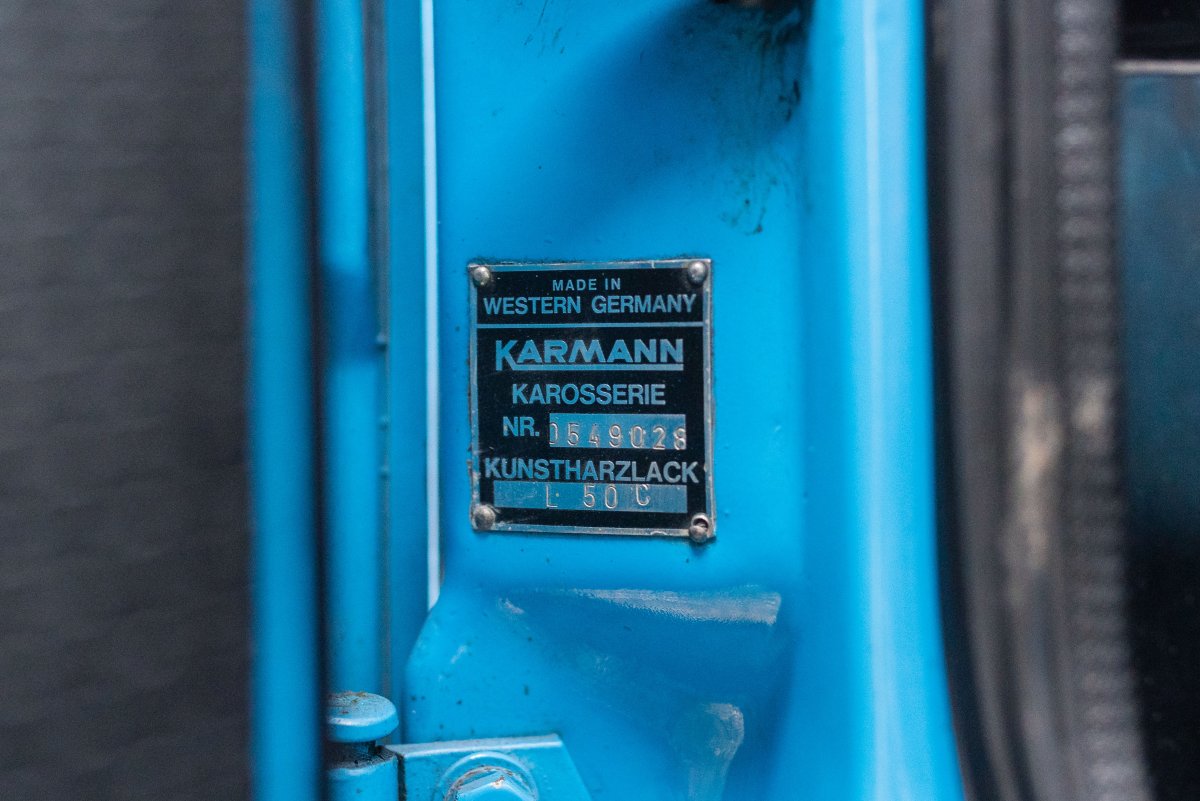 MADE IN
WESTERN GERMANY
KARMANN
KAROSSERIE
NR. 0549028
KUNSTHARZLACK
L 50 C